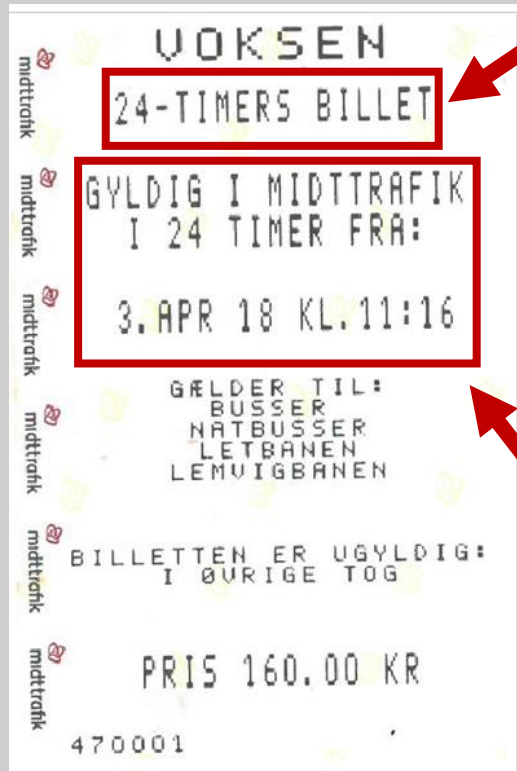 VOKSEN
24-TIMERS BILLET
GYLDIG I MIDTTRAFIK
I 24 TIMER FRA:
3.APR 18 KL.11:16
GÆLDER TIL:
BUSSER
NATBUSSER
LETBANEN
LEMVIGBANEN
BILLETTEN ER UGYLDIG:
I ØVRIGE TOG
PRIS 160.00 KR
470001
midttrafik
midttrafik
midttrafik
midttrafik
midttrafik
midttrafik